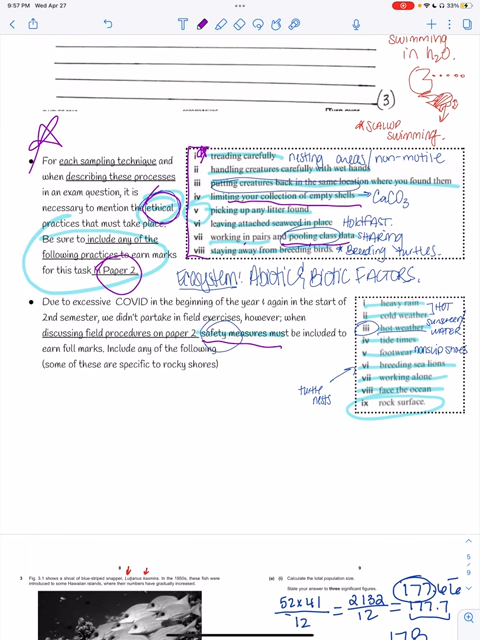 9:57 PM Wed Apr 27
33%
swimming
in h₂O.
(3)
* SCALLOP
swimming.
• For each sampling technique and
when describing these processes
in an exam question, it is
necessary to mention the ethical
practices that must take place.
Be sure to include any of the
following practices to earn marks
for this task in Paper 2.
i treading carefully nesting areas/non-motile
ii handling creatures carefully with wet hands
iii putting creatures back in the same location where you found them
iv limiting your collection of empty shells → CaCO₃
v picking up any litter found
vi leaving attached seaweed in place HOLDFAST.
vii working in pairs and pooling class data SHARING
viii staying away from breeding birds. * Breeding turtles.
Ecosystem: Abiotic & Biotic FACTORS.
• Due to excessive COVID in the beginning of the year & again in the start of
2nd semester, we didn't partake in field exercises, however; when
discussing field procedures on paper 2, safety measures must be included to
earn full marks. Include any of the following
(some of these are specific to rocky shores)
i heavy rain
ii cold weather HOT
iii hot weather Sunscreen
WATER
iv tide times
v footwear nonslip shoes
vi breeding sea lions
vii working alone
viii face the ocean
ix rock surface.
turtle
nests
5
/
9
8
9
3 Fig. 3.1 shows a shoal of blue-striped snapper, Lutjanus kasmira. In the 1950s, these fish were
introduced to some Hawaiian islands, where their numbers have gradually increased.
(a) (i) Calculate the total population size.
State your answer to three significant figures.
177.66
52x41 / 12 = 2132 / 12 = 177.7
178